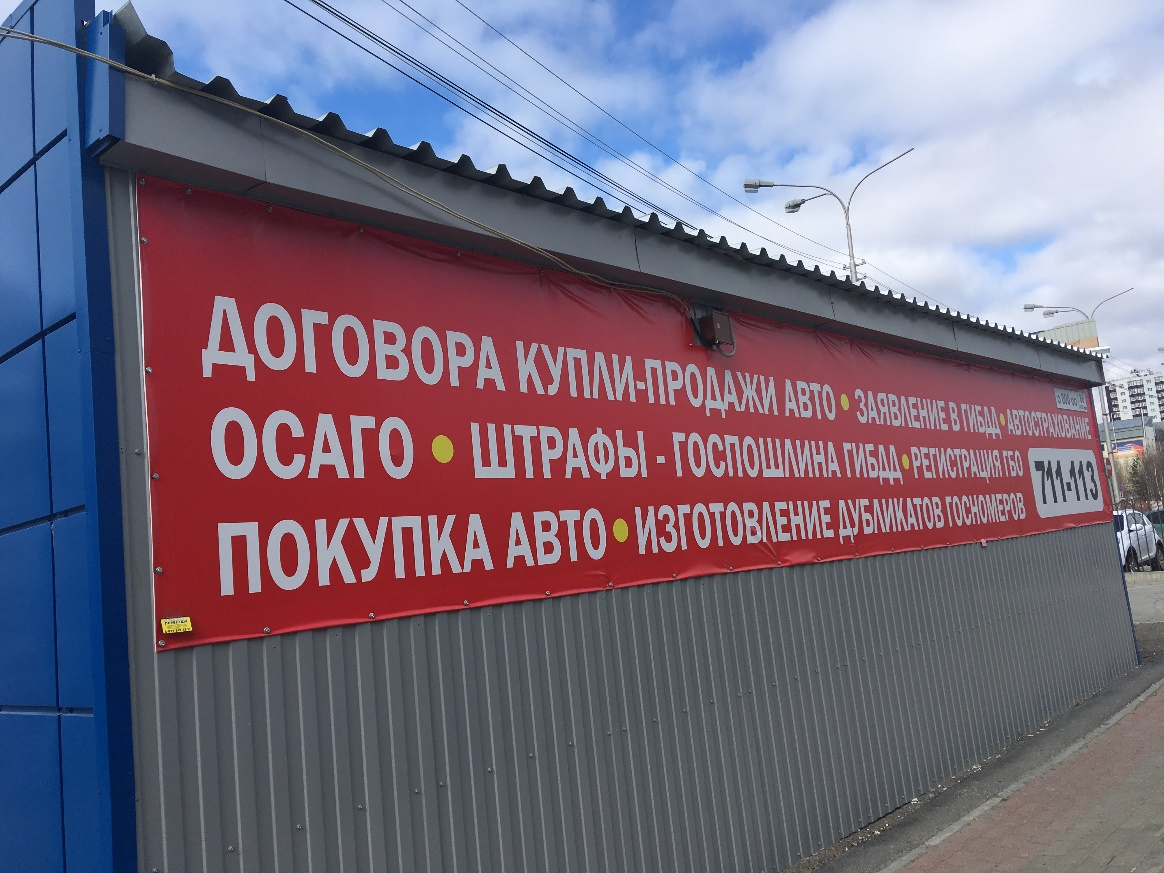 ДОГОВОРА КУПЛИ-ПРОДАЖИ АВТО • ЗАЯВЛЕНИЕ В ГИБДД • АВТОСТРАХОВАНИЕ
ОСАГО • ШТРАФЫ - ГОСПОШЛИНА ГИБДД • РЕГИСТРАЦИЯ ГБО
711-113
ПОКУПКА АВТО • ИЗГОТОВЛЕНИЕ ДУБЛИКАТОВ ГОСНОМЕРОВ